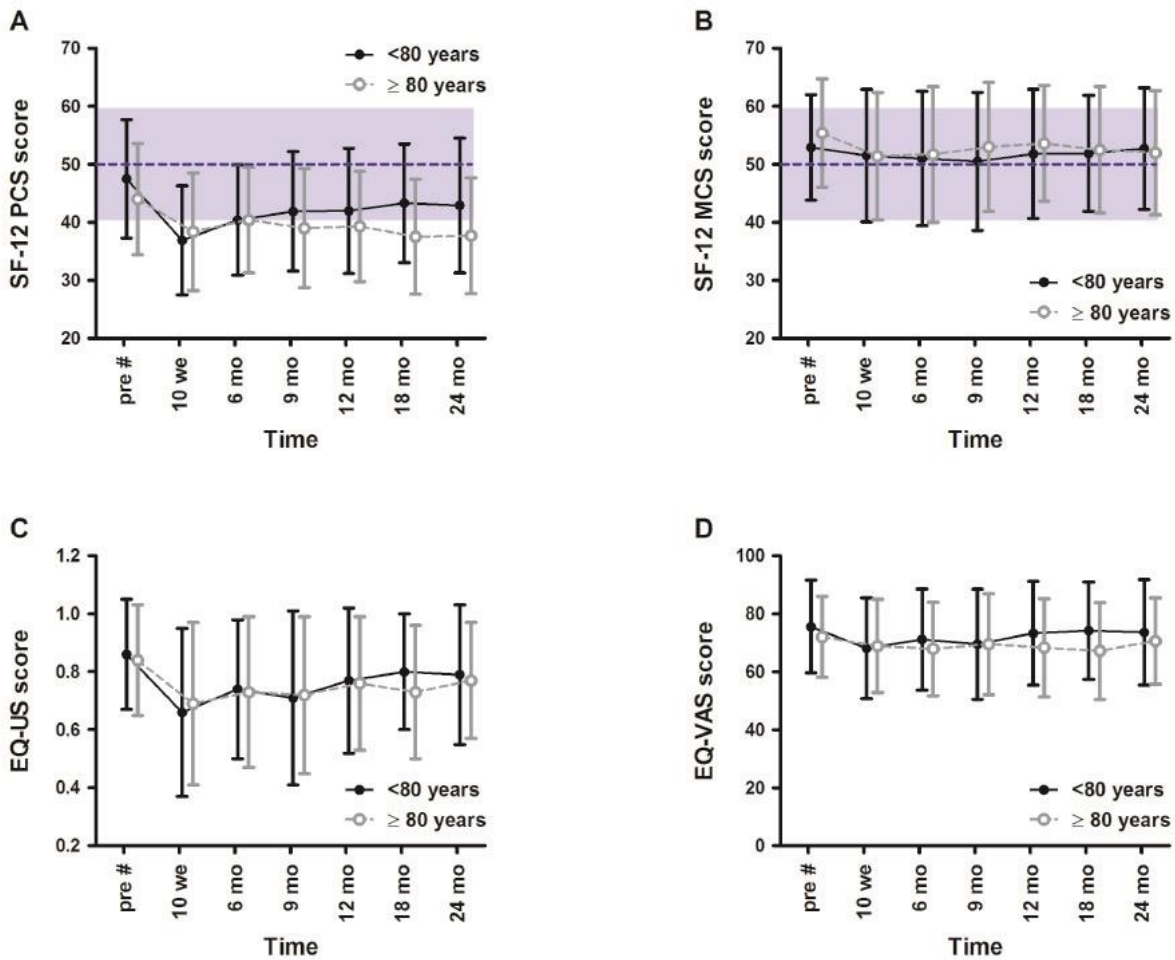 A
SF-12 PCS score
70
60
50
40
30
20
<80 years
≥ 80 years
pre #
10 we
6 mo
9 mo
12 mo
18 mo
24 mo
Time
B
SF-12 MCS score
70
60
50
40
30
20
<80 years
≥ 80 years
pre #
10 we
6 mo
9 mo
12 mo
18 mo
24 mo
Time
C
EQ-US score
1.2
1.0
0.8
0.6
0.4
0.2
<80 years
≥ 80 years
pre #
10 we
6 mo
9 mo
12 mo
18 mo
24 mo
Time
D
EQ-VAS score
100
80
60
40
20
0
<80 years
≥ 80 years
pre #
10 we
6 mo
9 mo
12 mo
18 mo
24 mo
Time